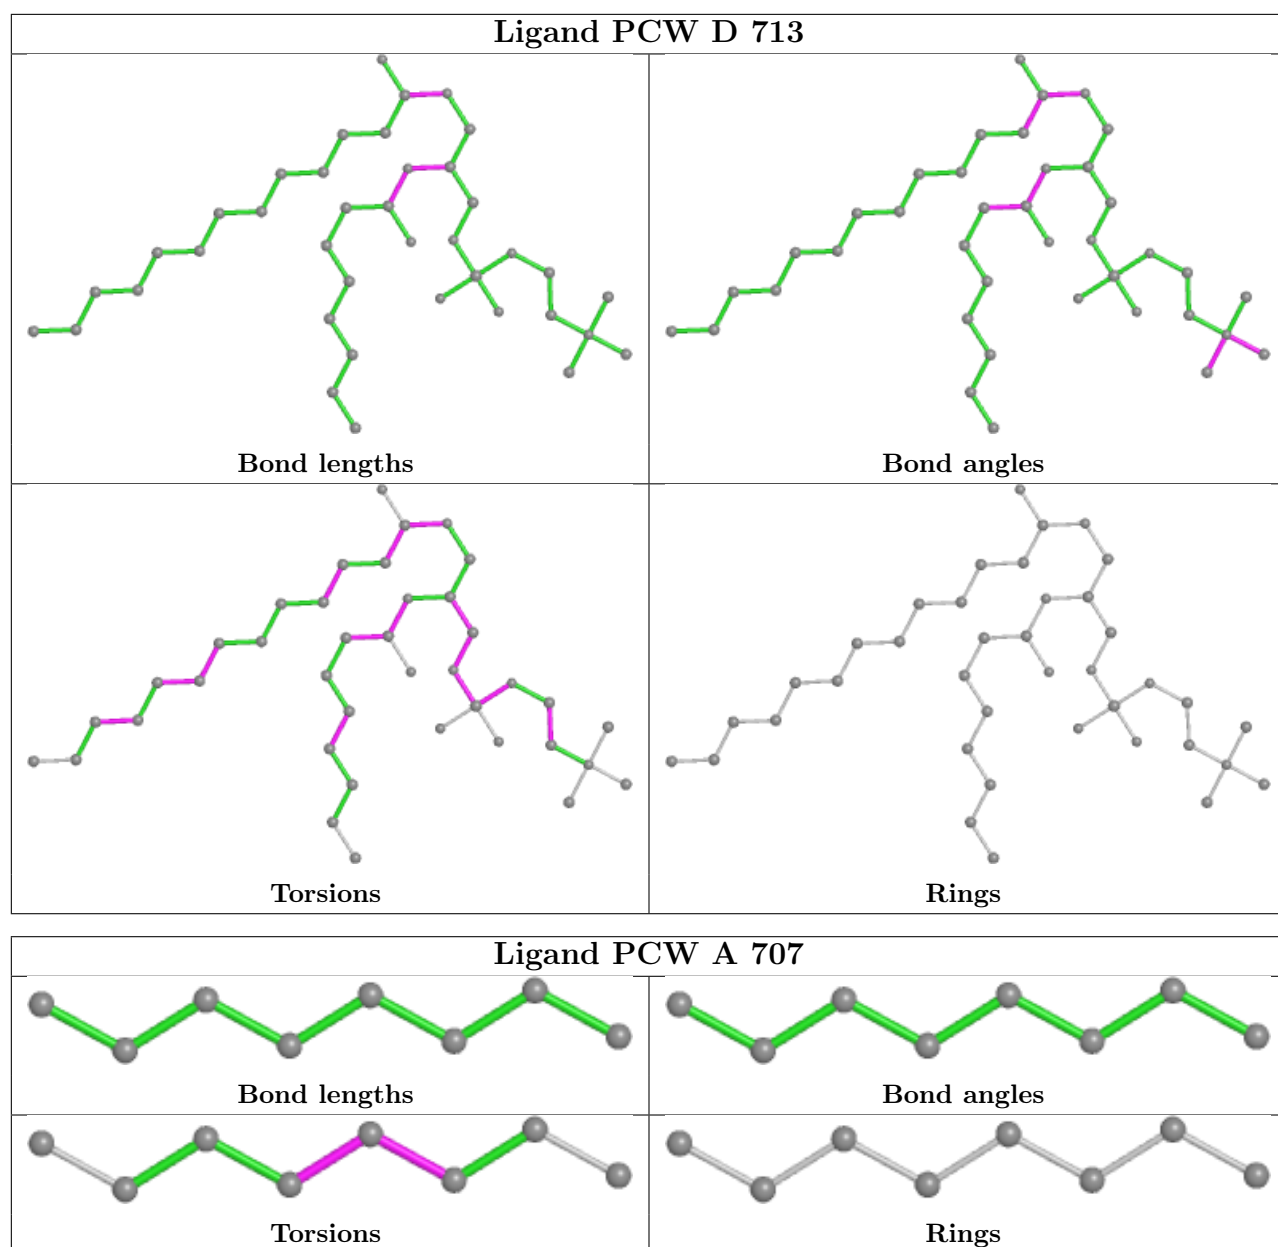 Ligand PCW D 713
Bond lengths
Bond angles
Torsions
Rings
Ligand PCW A 707
Bond lengths
Bond angles
Torsions
Rings